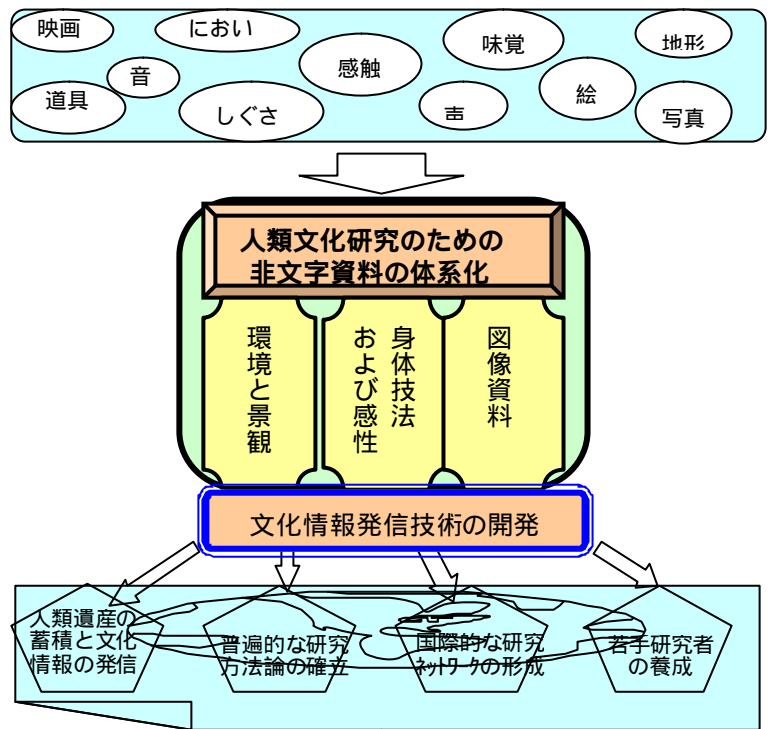 映画
におい
味覚
地形
音
感触
道具
しぐさ
声
絵
写真
人類文化研究のための
非文字資料の体系化
環境と景観
身体技法
および感性
図像資料
文化情報発信技術の開発
人類遺産の
蓄積と文化
情報の発信
普遍的な研究
方法論の確立
国際的な研究
ﾈｯﾄﾜｰｸの形成
若手研究者
の養成